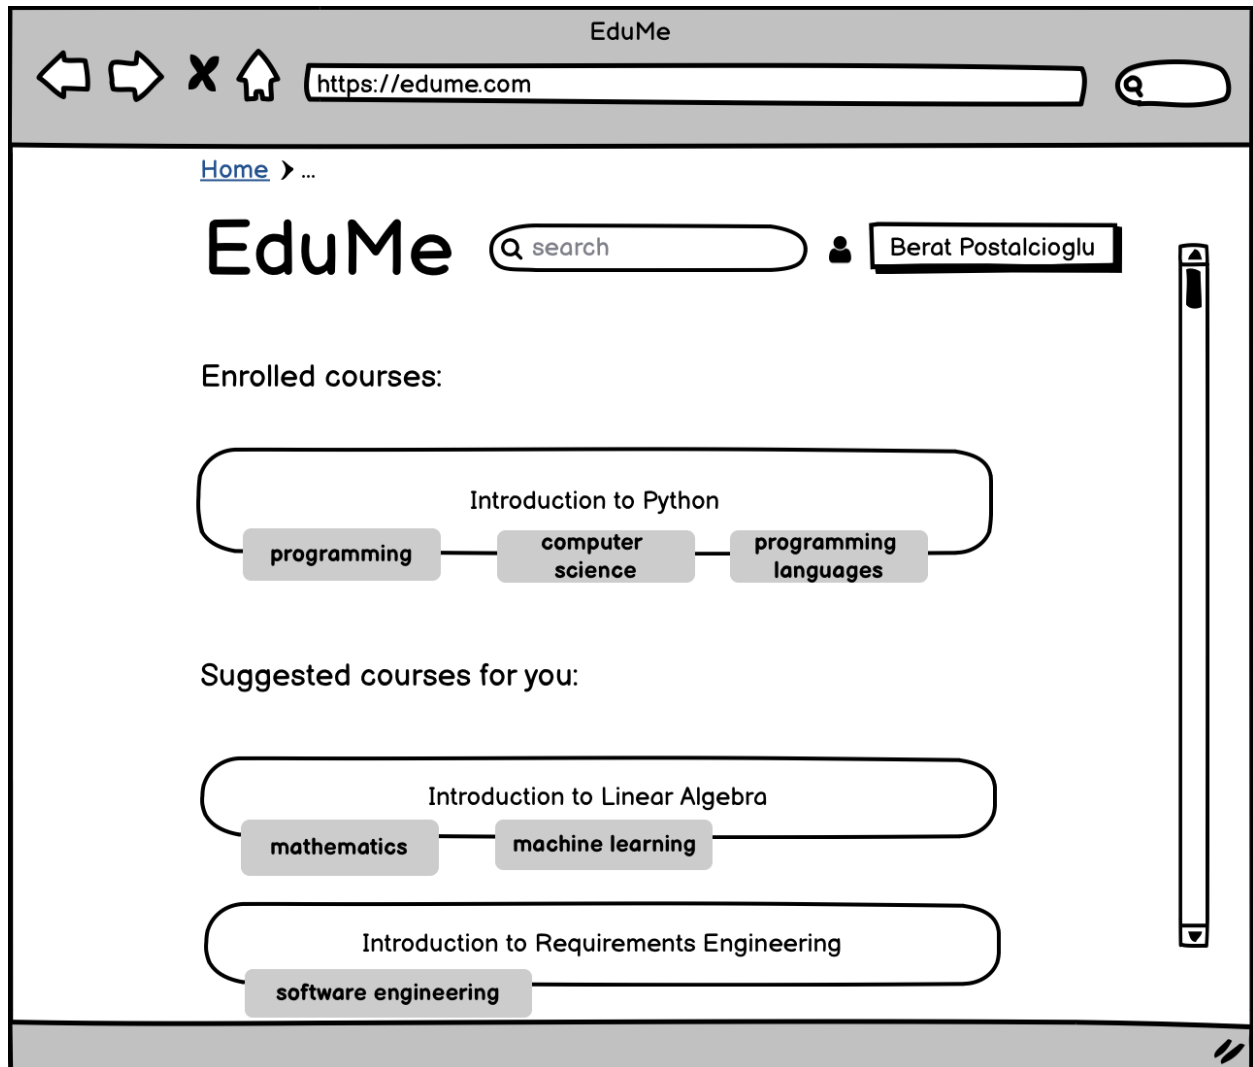 EduMe
https://edume.com
Home > ...
EduMe
search
Berat Postalcioglu
Enrolled courses:
Introduction to Python
programming
computer
science
programming
languages
Suggested courses for you:
Introduction to Linear Algebra
mathematics
machine learning
Introduction to Requirements Engineering
software engineering